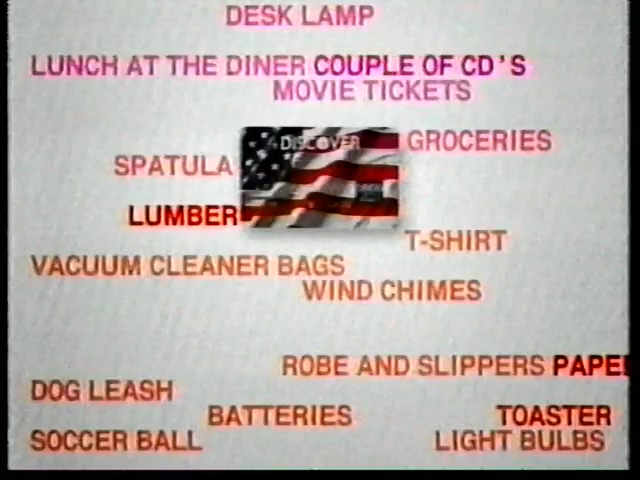 DESK LAMP
LUNCH AT THE DINER COUPLE OF CD'S
MOVIE TICKETS
DISCOVER
GROCERIES
SPATULA
LUMBER
T-SHIRT
VACUUM CLEANER BAGS
WIND CHIMES
ROBE AND SLIPPERS PAPE
DOG LEASH
BATTERIES
TOASTER
SOCCER BALL
LIGHT BULBS